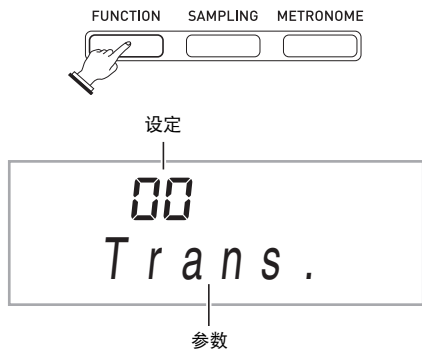 FUNCTION SAMPLING METRONOME
设定
00
Trans.
参数